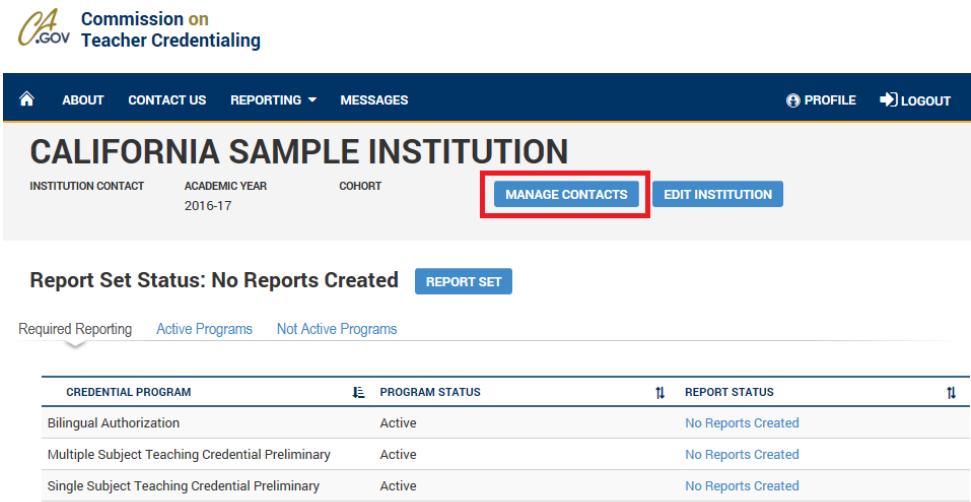 CA.GOV Commission on
Teacher Credentialing
ABOUT CONTACT US REPORTING MESSAGES PROFILE LOGOUT
CALIFORNIA SAMPLE INSTITUTION
INSTITUTION CONTACT ACADEMIC YEAR COHORT MANAGE CONTACTS EDIT INSTITUTION
2016-17
Report Set Status: No Reports Created REPORT SET
Required Reporting Active Programs Not Active Programs
CREDENTIAL PROGRAM PROGRAM STATUS REPORT STATUS
Bilingual Authorization Active No Reports Created
Multiple Subject Teaching Credential Preliminary Active No Reports Created
Single Subject Teaching Credential Preliminary Active No Reports Created